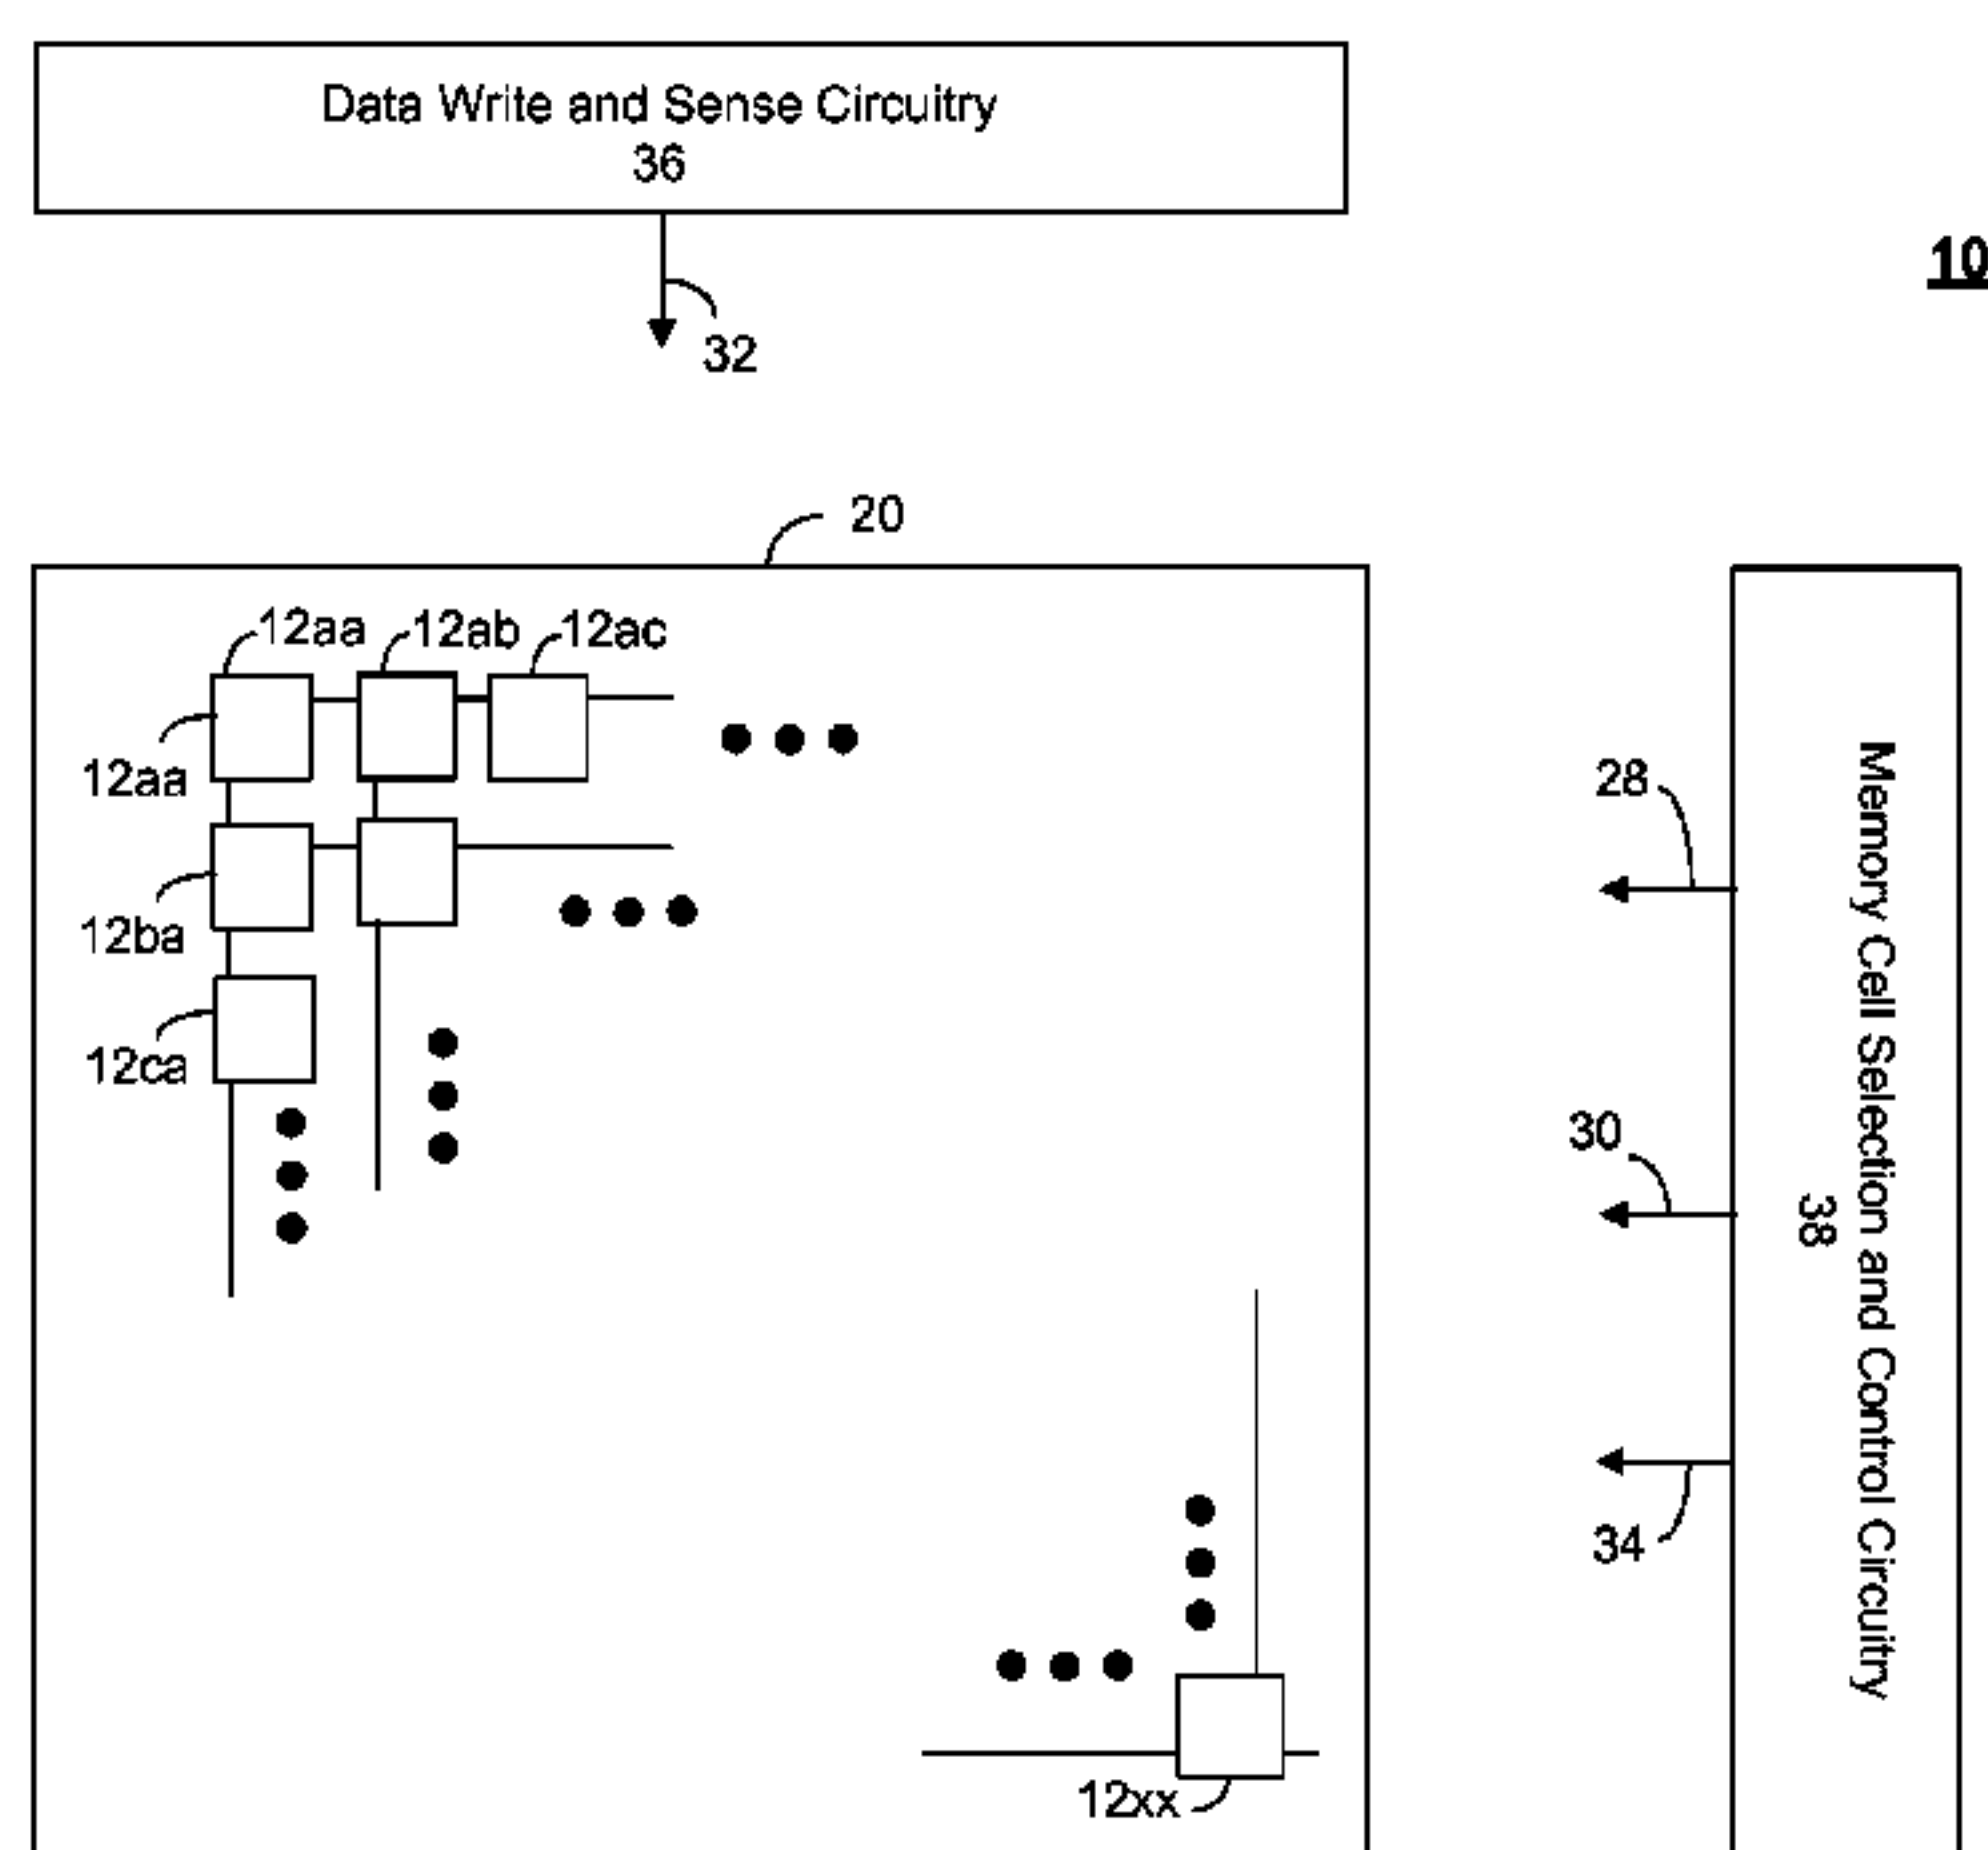 Data Write and Sense Circuitry
36
10
32
20
12aa
12ab
12ac
12aa
12ba
12ca
28
30
34
Memory Cell Selection and Control Circuitry
38
12xx